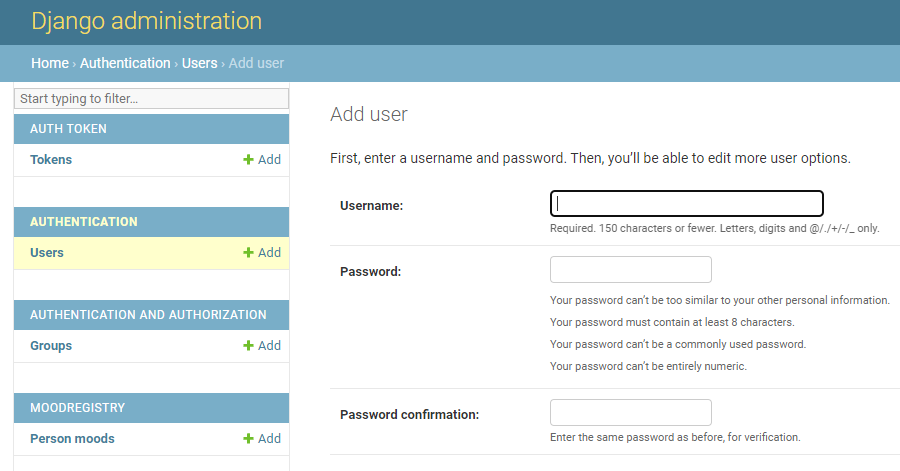 Django administration
Home › Authentication › Users › Add user
Start typing to filter...
AUTH TOKEN
Tokens + Add
AUTHENTICATION
Users + Add
AUTHENTICATION AND AUTHORIZATION
Groups + Add
MOODREGISTRY
Person moods + Add
Add user
First, enter a username and password. Then, you’ll be able to edit more user options.
Username:
Required. 150 characters or fewer. Letters, digits and @/./+/-/_ only.
Password:
Your password can’t be too similar to your other personal information.
Your password must contain at least 8 characters.
Your password can’t be a commonly used password.
Your password can’t be entirely numeric.
Password confirmation:
Enter the same password as before, for verification.